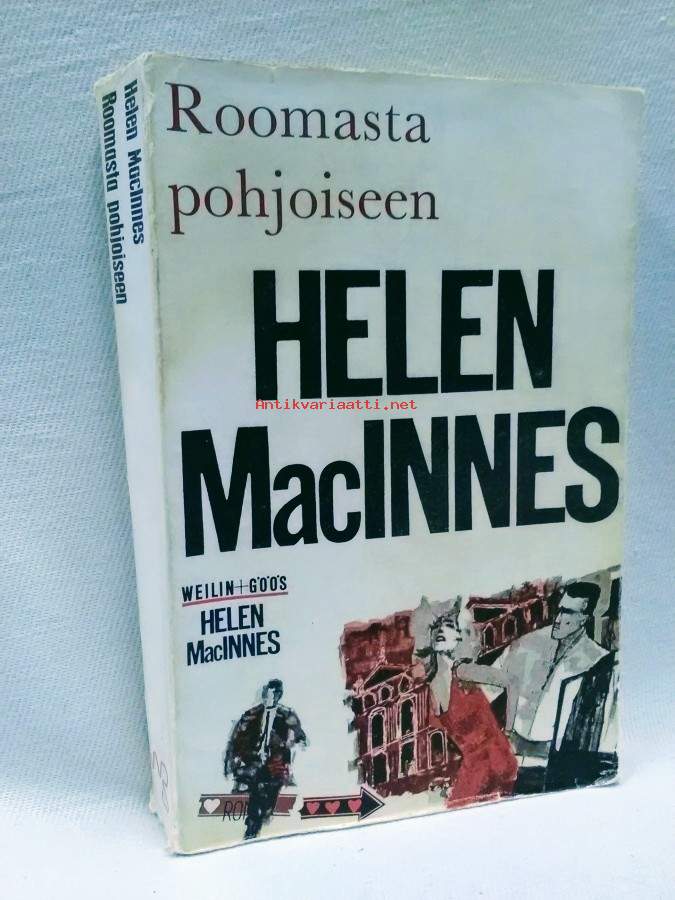 Helen MacInnes
Roomasta pohjoiseen
Roomasta
pohjoiseen
HELEN
Antikvariaatti.net
MacINNES
WEILIN+GÖÖS
HELEN
MacINNES